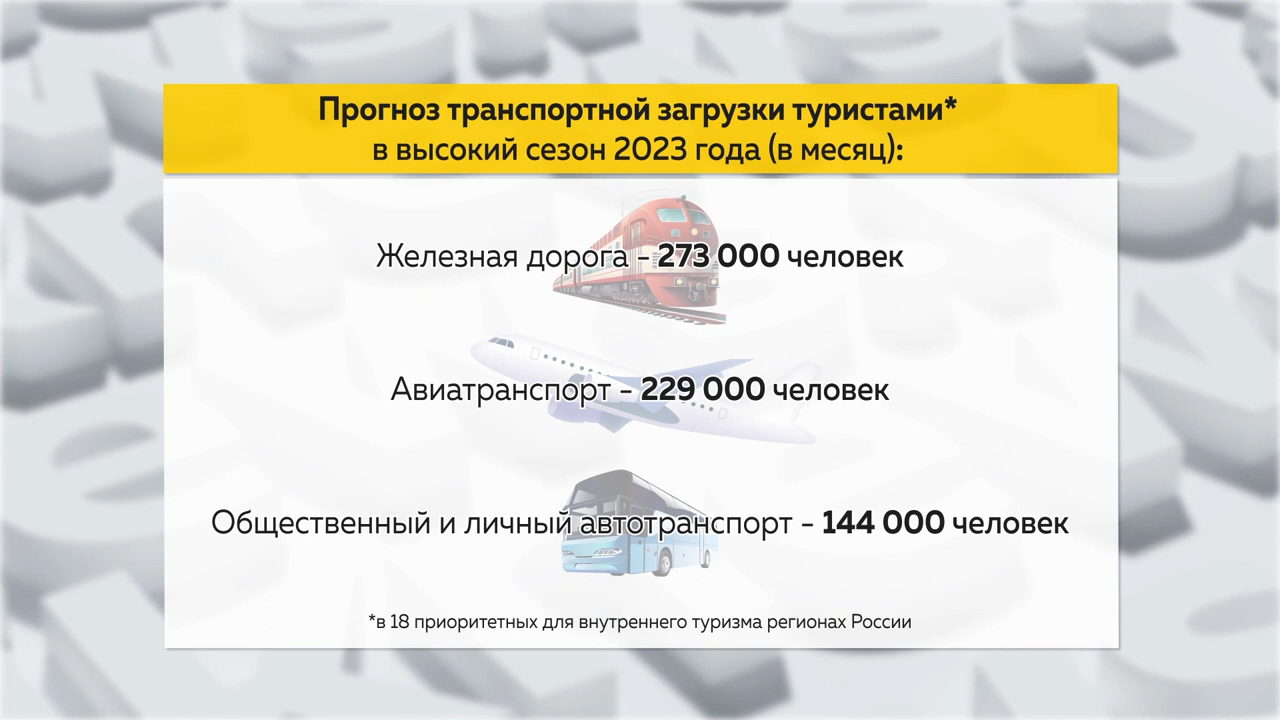 Прогноз транспортной загрузки туристами*
в высокий сезон 2023 года (в месяц):
Железная дорога – 273 000 человек
Авиатранспорт – 229 000 человек
Общественный и личный автотранспорт – 144 000 человек
*в 18 приоритетных для внутреннего туризма регионах России